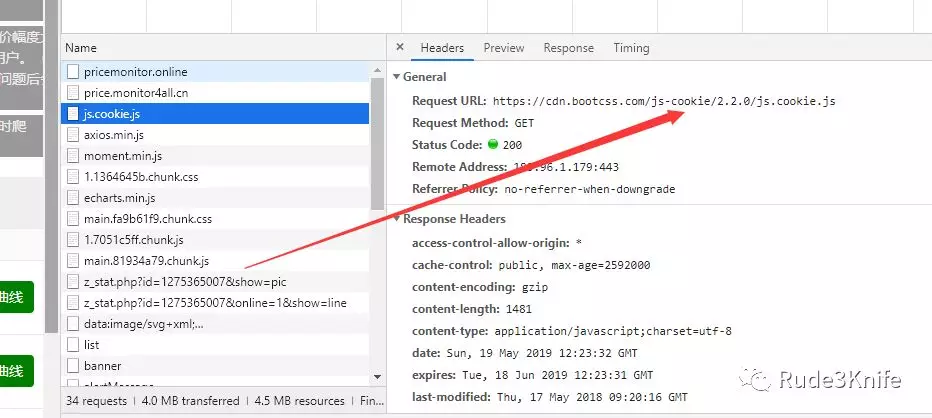 价幅度
用户。
问题后
时爬
曲线
曲线
Name
pricemonitor.online
price.monitor4all.cn
js.cookie.js
axios.min.js
moment.min.js
1.1364645b.chunk.css
echarts.min.js
main.fa9b61f9.chunk.css
1.7051c5ff.chunk.js
main.81934a79.chunk.js
z_stat.php?id=1275365007&show=pic
z_stat.php?id=1275365007&online=1&show=line
data:image/svg+xml;...
list
banner
alertMessage
34 requests | 4.0 MB transferred | 4.5 MB resources | Fin...
× Headers Preview Response Timing
General
Request URL: https://cdn.bootcss.com/js-cookie/2.2.0/js.cookie.js
Request Method: GET
Status Code: 200
Remote Address:
Referrer Policy: no-referrer-when-downgrade
Response Headers
access-control-allow-origin: *
cache-control: public, max-age=2592000
content-encoding: gzip
content-length: 1481
content-type: application/javascript;charset=utf-8
date: Sun, 19 May 2019 12:23:32 GMT
expires: Tue, 18 Jun 2019 12:23:31 GMT
last-modified: Thu, 17 May 2018 09:20:16 GMT
Rude3Knife